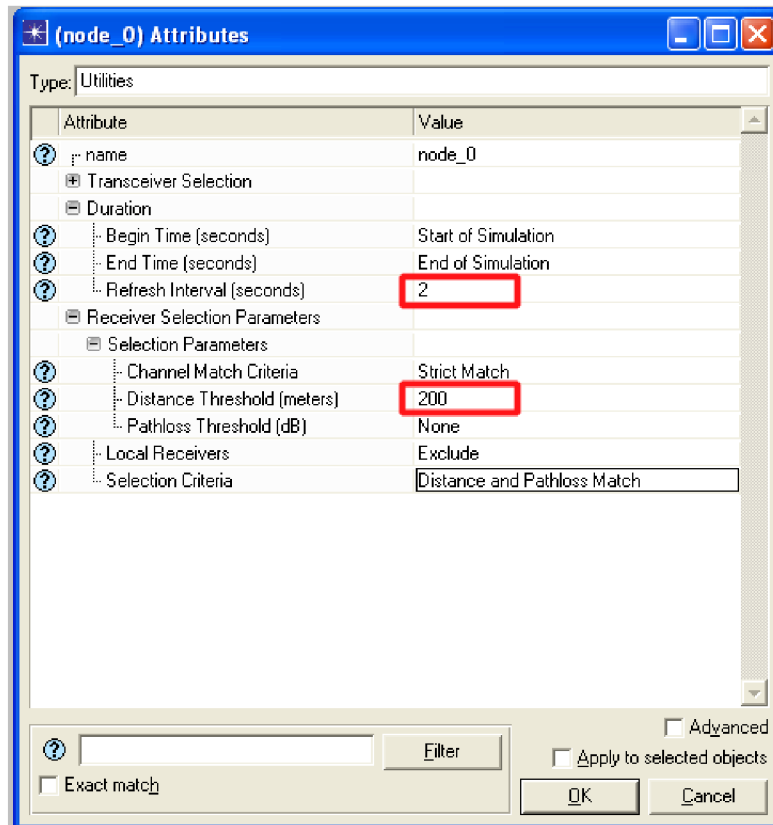 (node_0) Attributes
Type: Utilities
Attribute Value
name node_0
Transceiver Selection
Duration
Begin Time (seconds) Start of Simulation
End Time (seconds) End of Simulation
Refresh Interval (seconds) 2
Receiver Selection Parameters
Selection Parameters
Channel Match Criteria Strict Match
Distance Threshold (meters) 200
Pathloss Threshold (dB) None
Local Receivers Exclude
Selection Criteria Distance and Pathloss Match
Advanced
Filter
Apply to selected objects
Exact match
OK Cancel